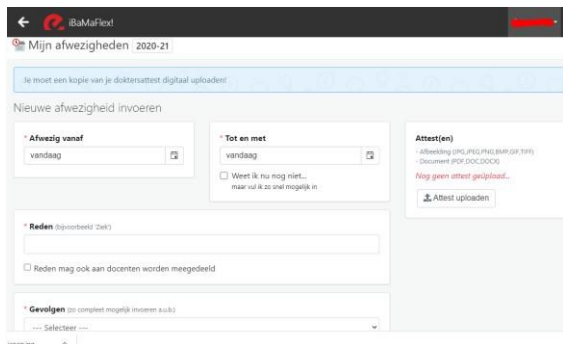 iBaMaFlex!
Mijn afwezigheden 2020-21
Je moet een kopie van je doktersattest digitaal uploaden!
Nieuwe afwezigheid invoeren
* Afwezig vanaf
vandaag
* Tot en met
vandaag
Weet ik nu nog niet...
maar vul ik zo snel mogelijk in
Attest(en)
- Afbeelding (JPG,JPEG,PNG,BMP,GIF,TIFF)
- Document (PDF,DOC,DOCX)
Nog geen attest geüpload...
Attest uploaden
* Reden (bijvoorbeeld 'Ziek')
Reden mag ook aan docenten worden meegedeeld
* Gevolgen (zo compleet mogelijk invoeren a.u.b.)
--- Selecteer ---